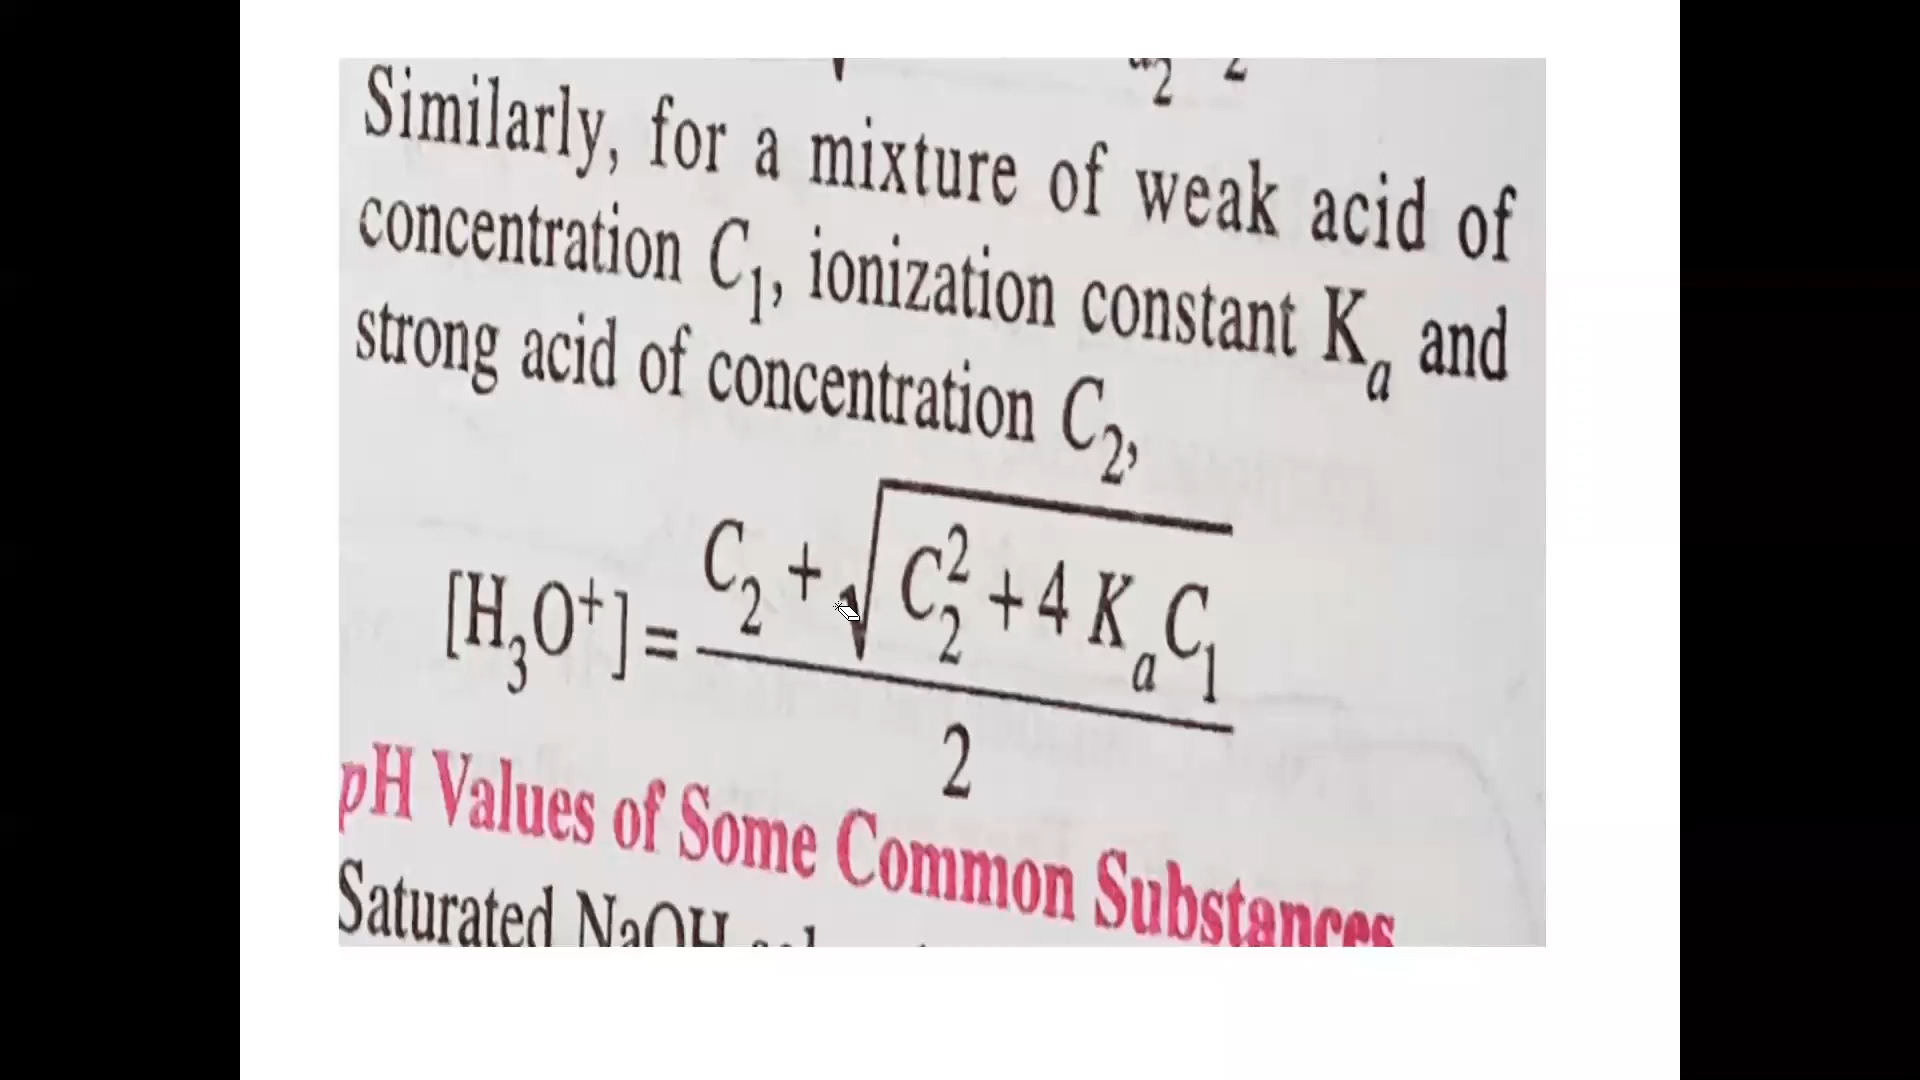 Similarly, for a mixture of weak acid of
concentration C₁, ionization constant Kₐ and
strong acid of concentration C₂,
[H₃O⁺] = (C₂ + √(C₂² + 4 KₐC₁)) / 2
pH Values of Some Common Substances
Saturated NaOH